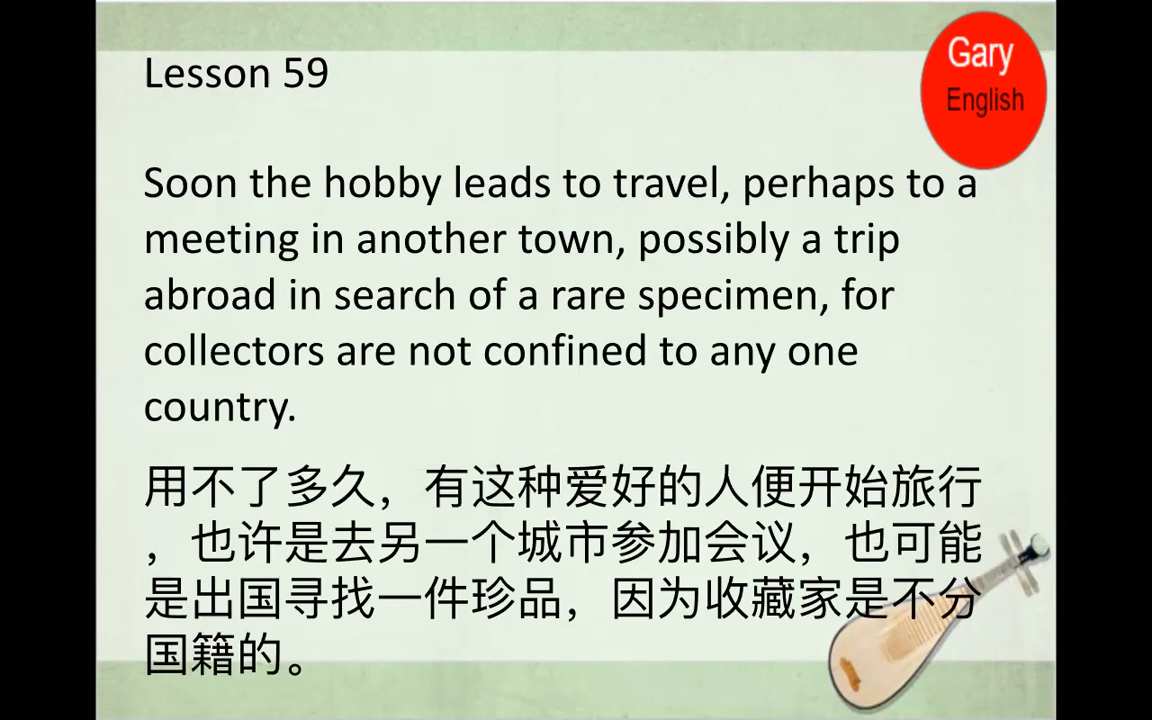 Lesson 59
Gary
English
Soon the hobby leads to travel, perhaps to a
meeting in another town, possibly a trip
abroad in search of a rare specimen, for
collectors are not confined to any one
country.
用不了多久，有这种爱好的人便开始旅行
，也许是去另一个城市参加会议，也可能
是出国寻找一件珍品，因为收藏家是不分
国籍的。